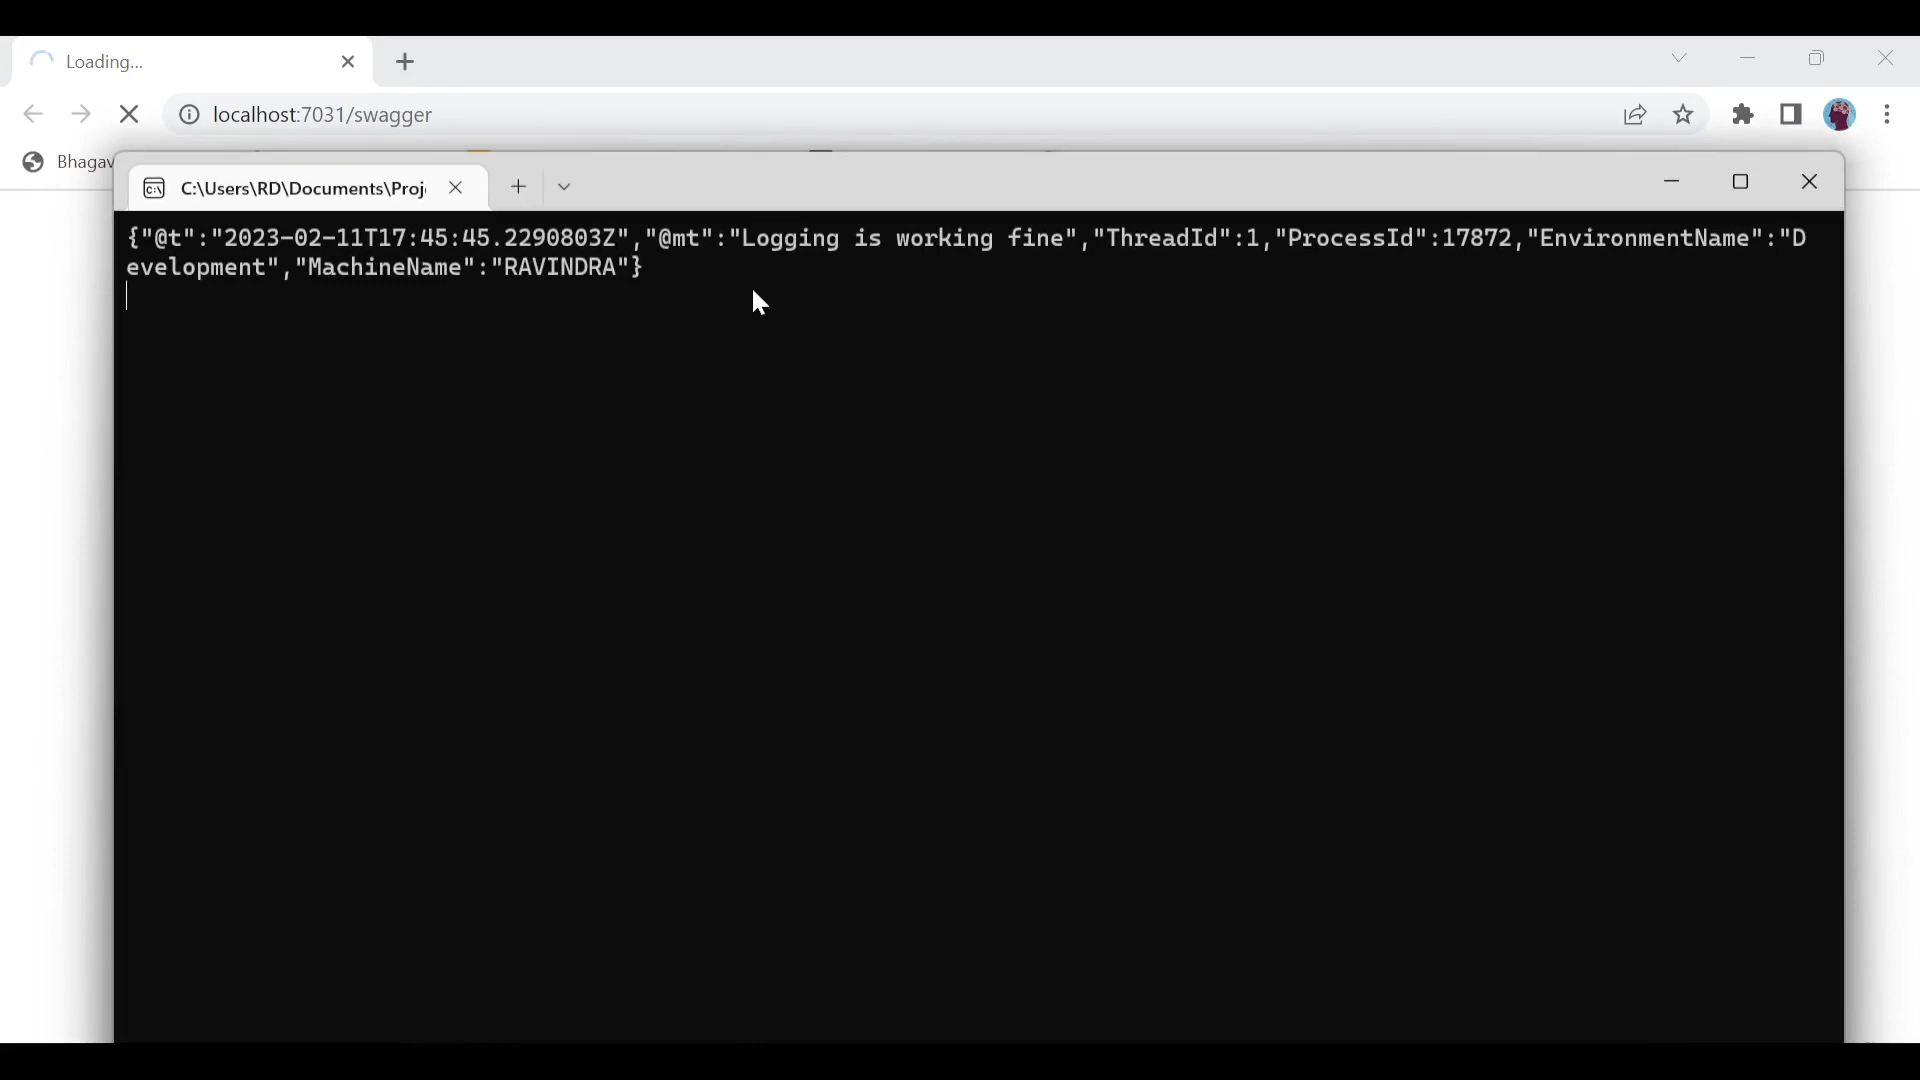 Loading...
localhost:7031/swagger
C:\Users\RD\Documents\Proj
{"@t":"2023-02-11T17:45:45.2290803Z","@mt":"Logging is working fine","ThreadId":1,"ProcessId":17872,"EnvironmentName":"D
evelopment","MachineName":"RAVINDRA"}